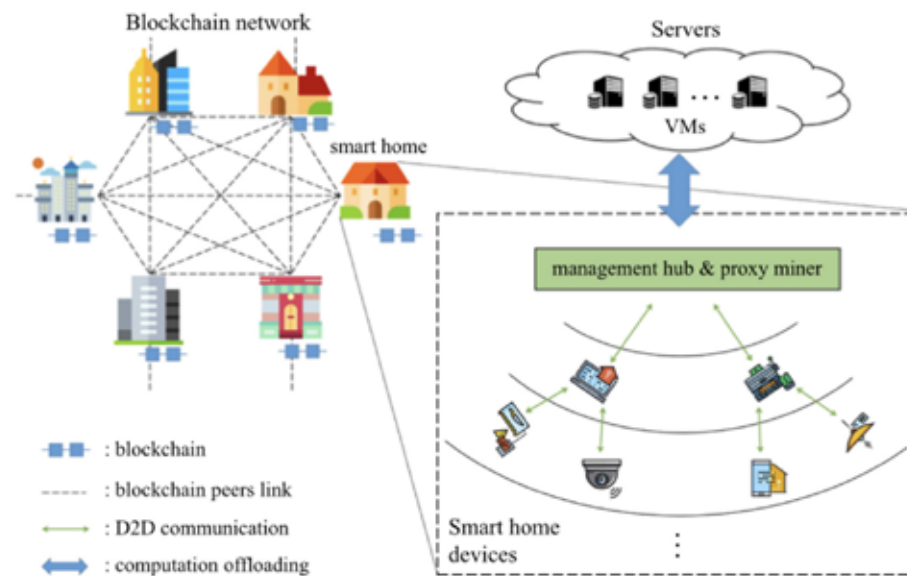 Blockchain network
Servers
VMs
smart home
management hub & proxy miner
: blockchain
: blockchain peers link
: D2D communication
: computation offloading
Smart home
devices